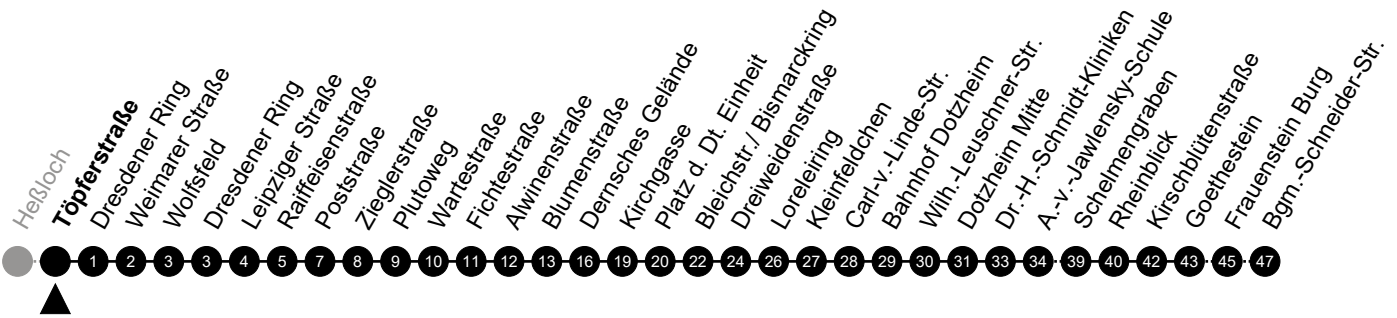 Heßloch
Töpferstraße
Dresdener Ring
Weimarer Straße
Wolfsfeld
Dresdener Ring
Leipziger Straße
Raiffeisenstraße
Poststraße
Zieglerstraße
Plutoweg
Wartestraße
Fichtestraße
Alwinenstraße
Blumenstraße
Dernsches Gelände
Kirchgasse
Platz d. Dt. Einheit
Bleichstr./ Bismarckring
Dreiweidenstraße
Loreleiring
Kleinfeldchen
Carl-v.-Linde-Str.
Bahnhof Dotzheim
Wilh.-Leuschner-Str.
Dotzheim Mitte
Dr.-H.-Schmidt-Kliniken
A.-v.-Jawlensky-Schule
Schelmengraben
Rheinblick
Kirschblütenstraße
Goethestein
Frauenstein Burg
Bgm.-Schneider-Str.
1 2 3 3 4 5 7 8 9 10 11 12 13 16 19 20 22 24 26 27 28 29 30 31 33 34 39 40 42 43 45 47